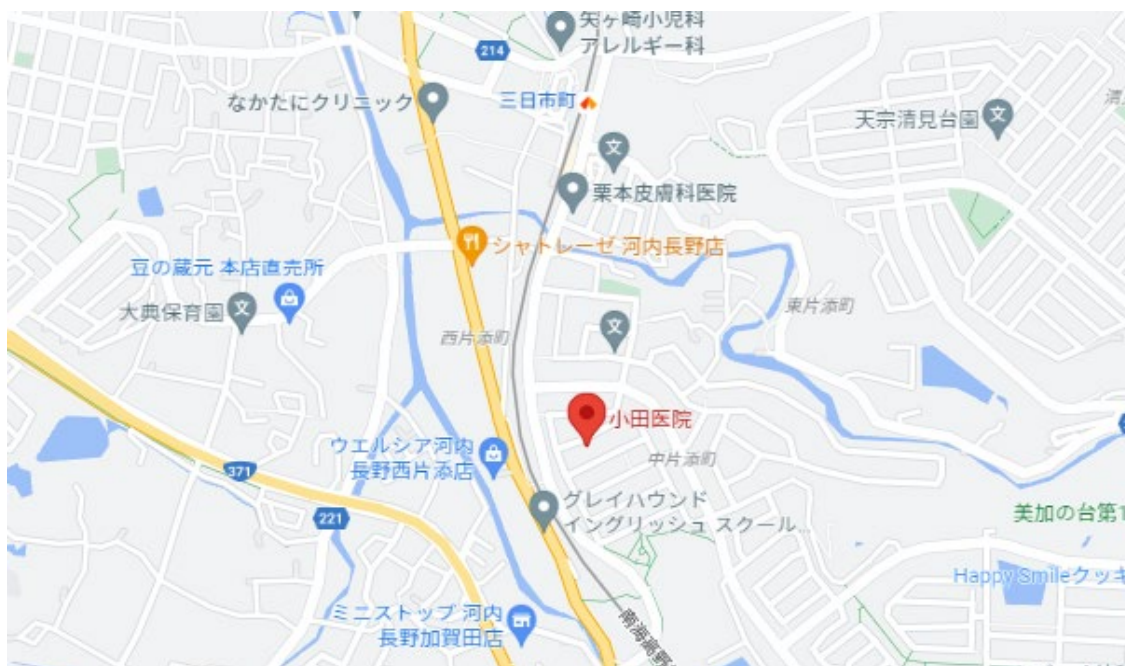 矢ヶ崎小児科
アレルギー科
214
三日市町
なかたにクリニック
天宗清見台園
文
文
栗本皮膚科医院
シャトレーゼ 河内長野店
豆の蔵元 本店直売所
大典保育園
文
東片添町
西片添町
文
小田医院
ウエルシア河内
長野西片添店
中片添町
371
221
グレイハウンド
イングリッシュ スクール...
美加の台第1
Happy Smileクッキ
ミニストップ 河内
長野加賀田店
南海高野